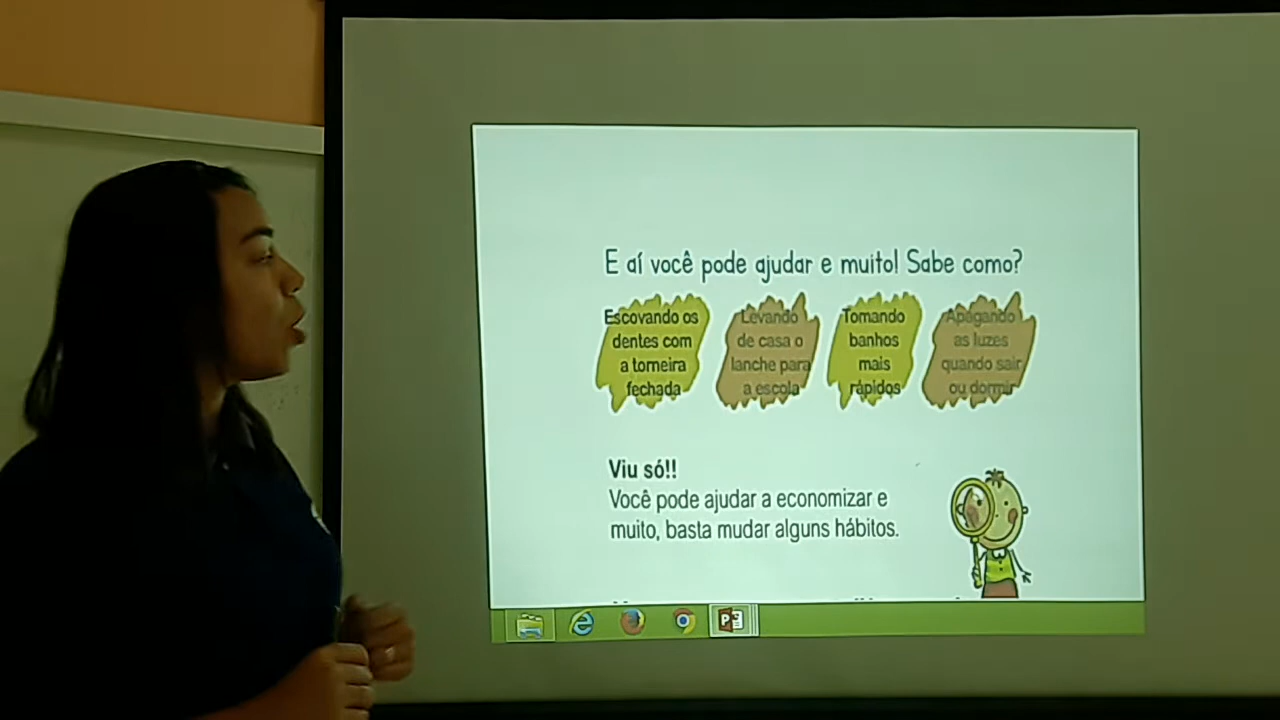 E aí você pode ajudar e muito! Sabe como?
Escovando os
dentes com
a torneira
fechada
Levando
de casa o
lanche para
a escola
Tomando
banhos
mais
rápidos
Apagando
as luzes
quando sair
ou dormir
Viu só!!
Você pode ajudar a economizar e
muito, basta mudar alguns hábitos.